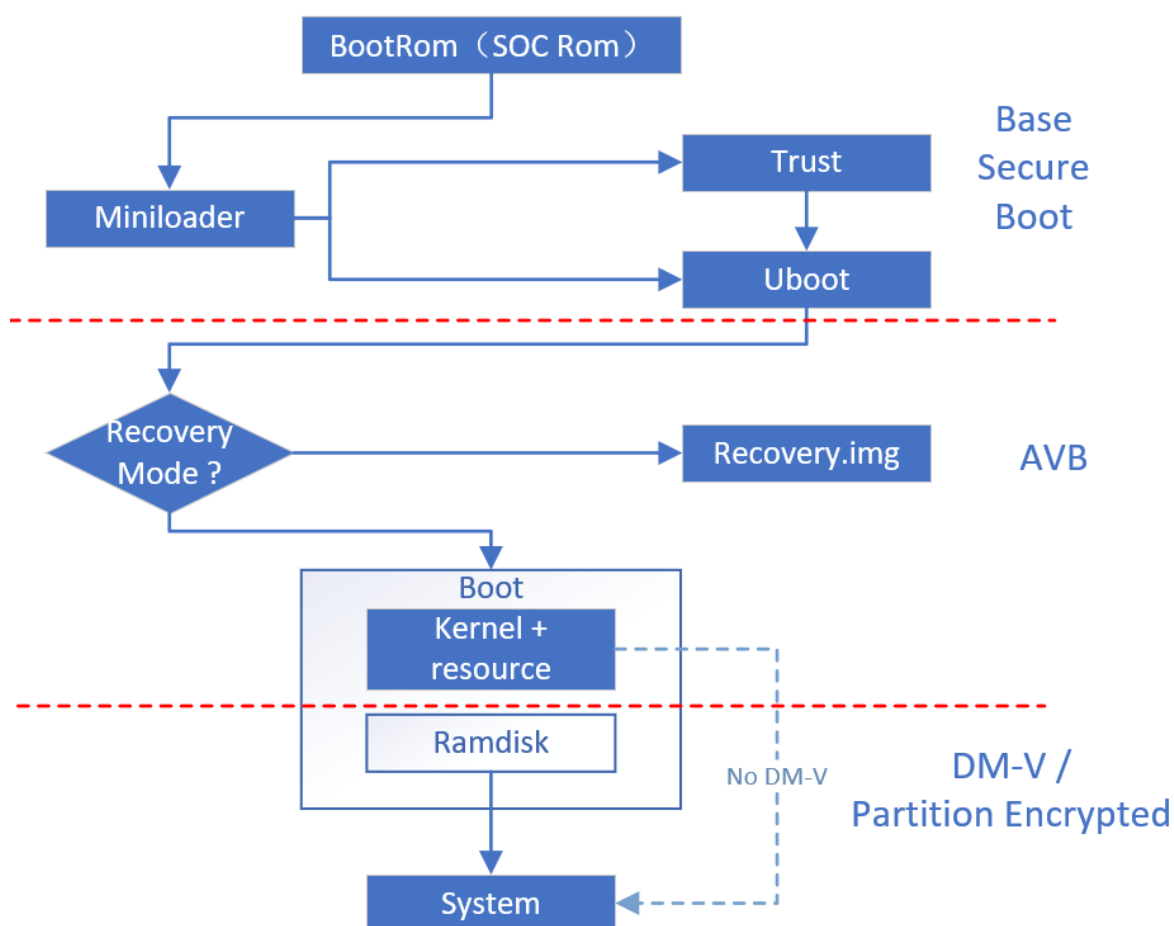 BootRom（SOC Rom）
Base
Secure
Boot
Trust
Miniloader
Uboot
Recovery
Mode ?
Recovery.img
AVB
Boot
Kernel +
resource
Ramdisk
No DM-V
DM-V /
Partition Encrypted
System